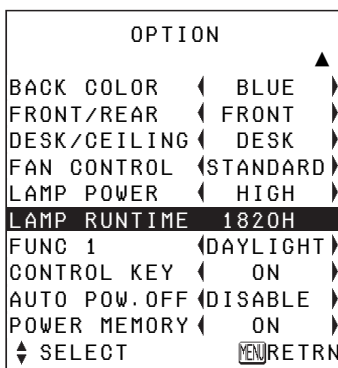 OPTION
BACK COLOR BLUE
FRONT/REAR FRONT
DESK/CEILING DESK
FAN CONTROL STANDARD
LAMP POWER HIGH
LAMP RUNTIME 1820H
FUNC 1 DAYLIGHT
CONTROL KEY ON
AUTO POW.OFF DISABLE
POWER MEMORY ON
SELECT MENU RETRN